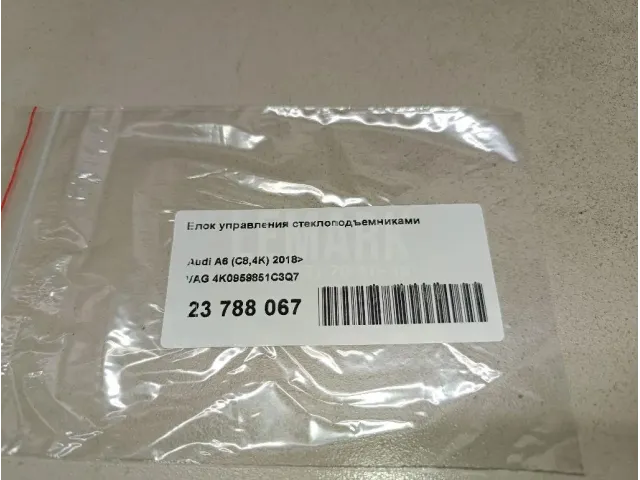 Блок управления стеклоподъемниками
Audi A6 (C8,4K) 2018>
VAG 4K0959851C3Q7
23 788 067